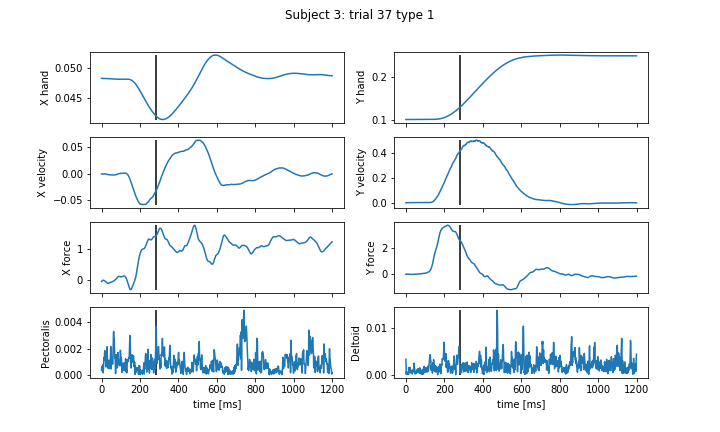 Subject 3: trial 37 type 1
0.050
0.045
X hand
0.2
0.1
Y hand
0.05
0.00
−0.05
X velocity
0.4
0.2
0.0
Y velocity
1
0
X force
2
0
Y force
0.004
0.002
0.000
Pectoralis
0 200 400 600 800 1000 1200
time [ms]
0.01
0.00
Deltoid
0 200 400 600 800 1000 1200
time [ms]